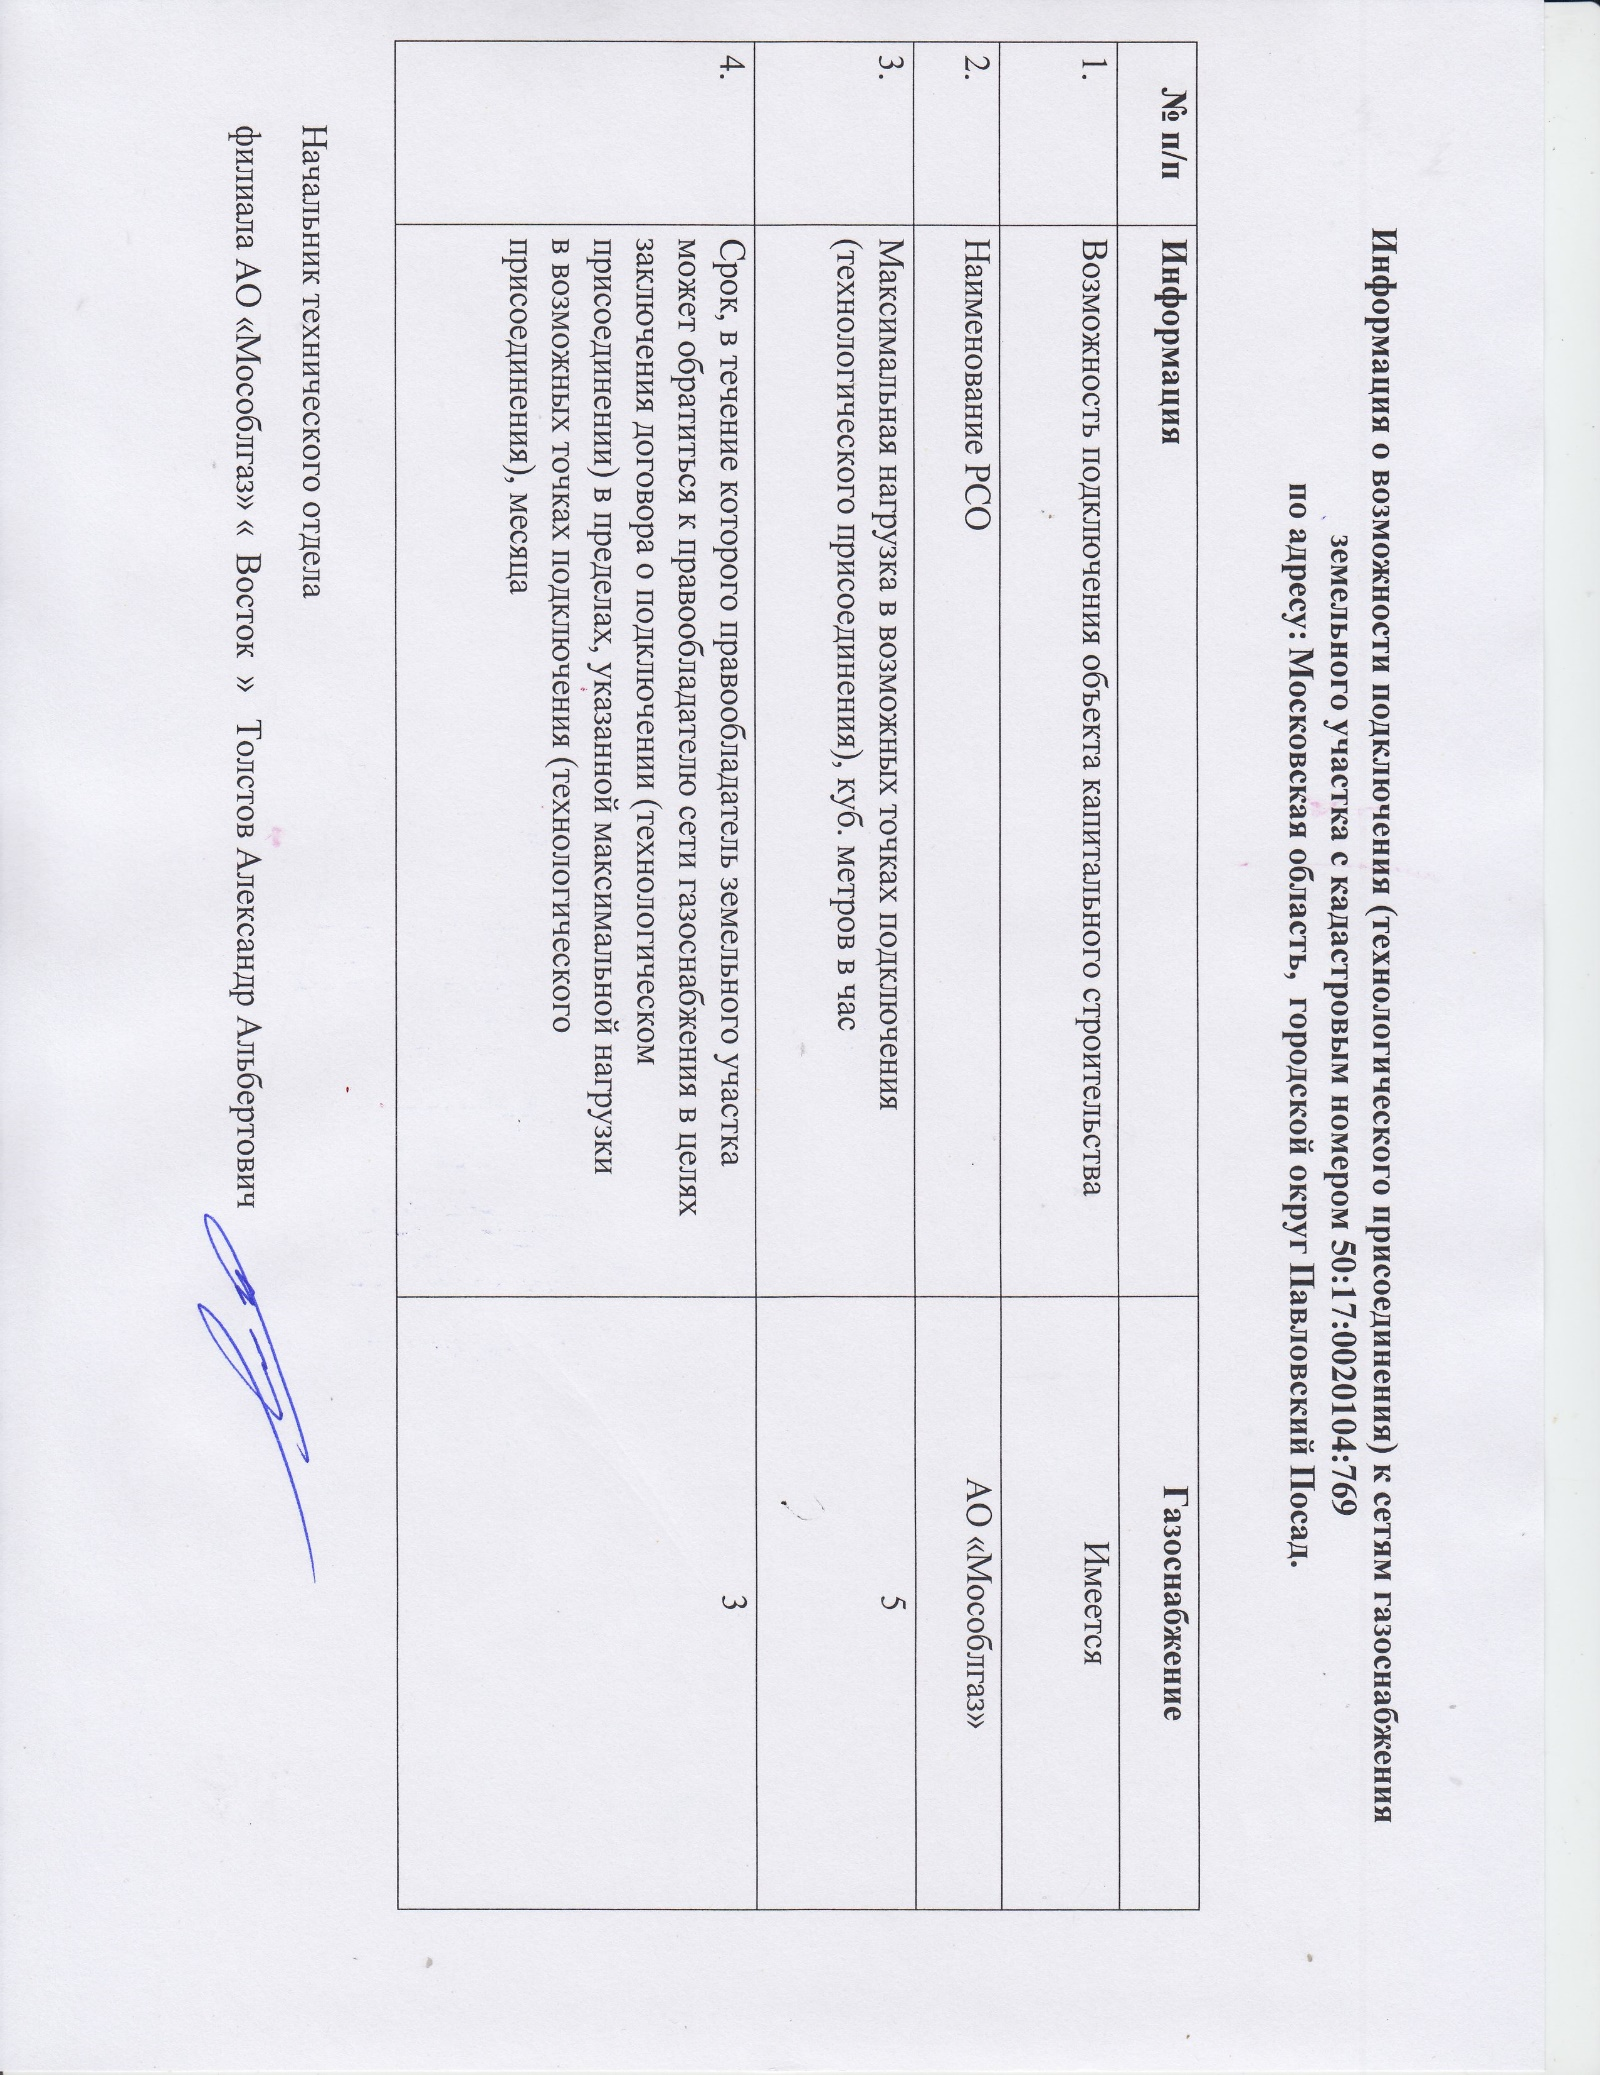 Информация о возможности подключения (технологического присоединения) к сетям газоснабжения
земельного участка с кадастровым номером 50:17:0020104:769
по адресу: Московская область, городской округ Павловский Посад.
№ п/п Информация Газоснабжение
1. Возможность подключения объекта капитального строительства Имеется
2. Наименование РСО АО «Мособлгаз»
3. Максимальная нагрузка в возможных точках подключения 5
(технологического присоединения), куб. метров в час
4. Срок, в течение которого правообладатель земельного участка 3
может обратиться к правообладателю сети газоснабжения в целях
заключения договора о подключении (технологическом
присоединении) в пределах, указанной максимальной нагрузки
в возможных точках подключения (технологического
присоединения), месяца
Начальник технического отдела
филиала АО «Мособлгаз» « Восток » Толстов Александр Альбертович